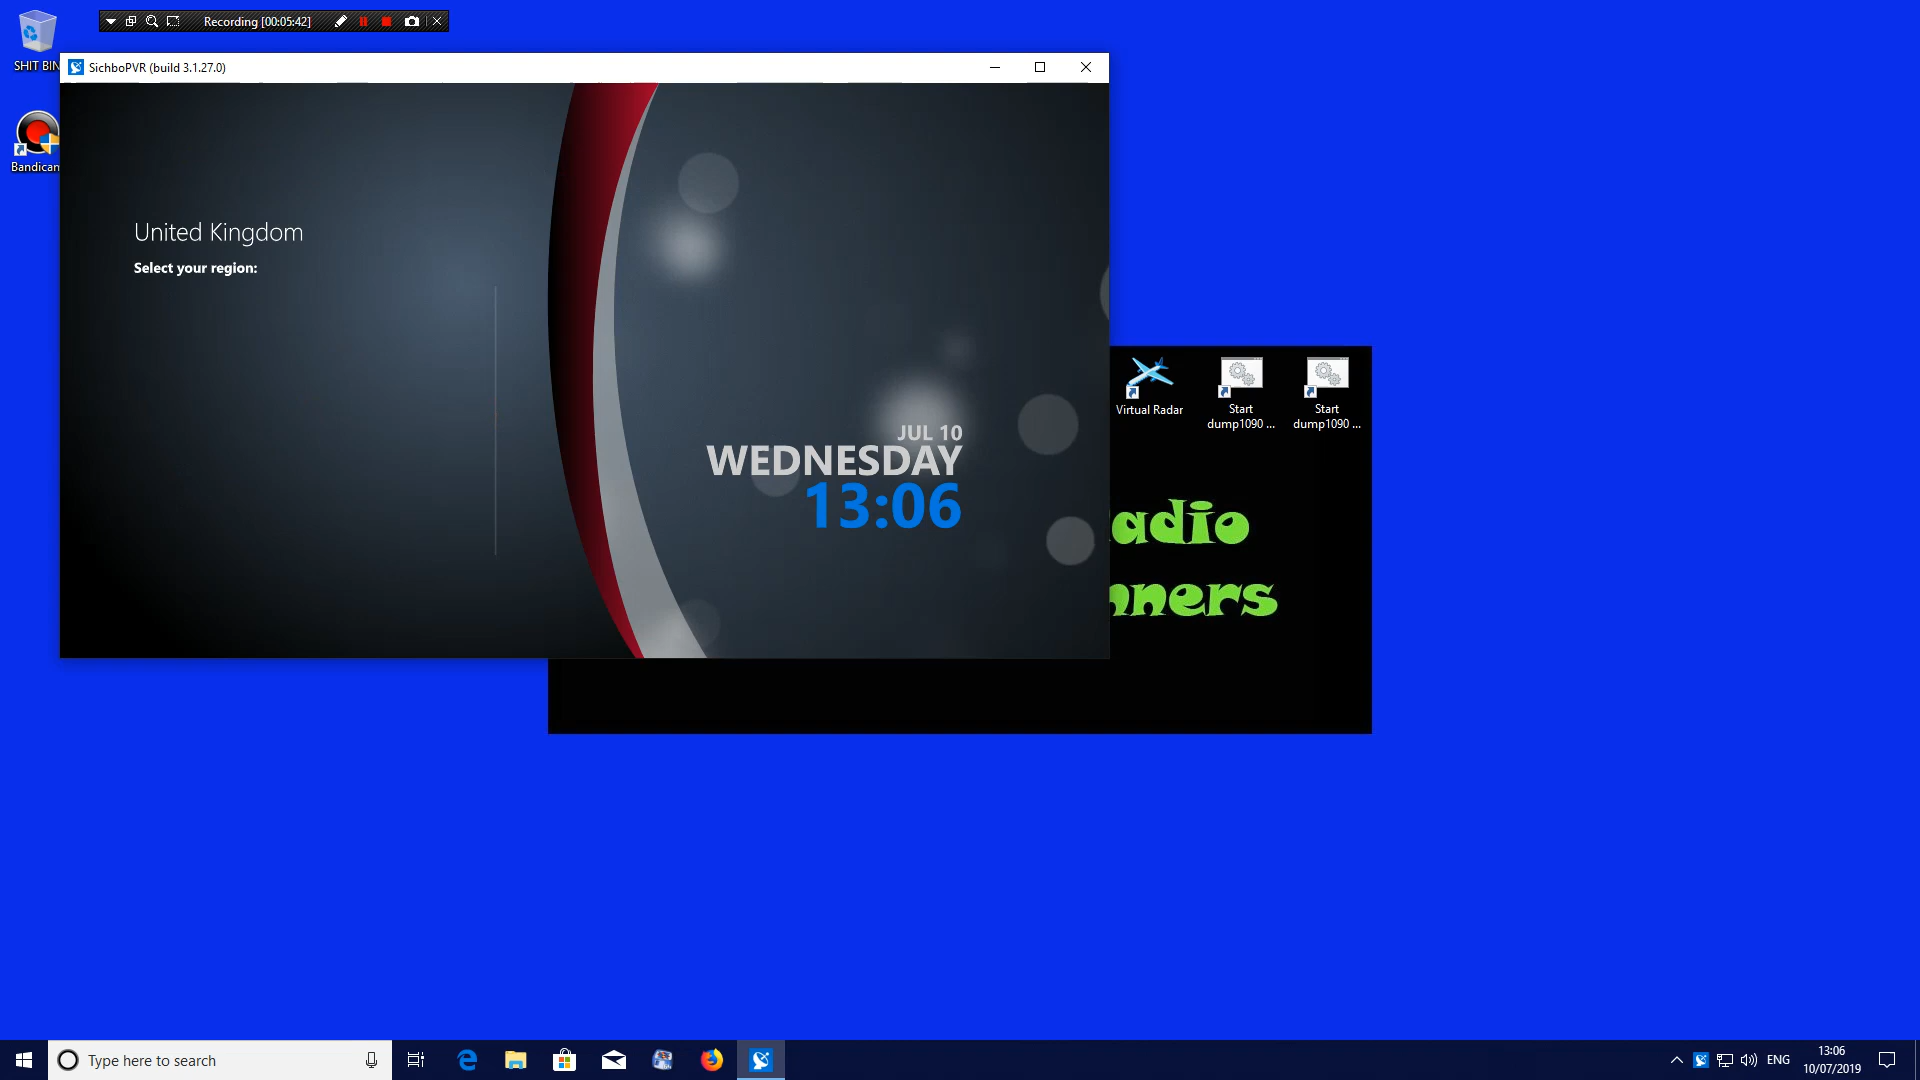 Recording [00:05:42]
SHIT BIN
SichboPVR (build 3.1.27.0)
Bandicam
United Kingdom
Select your region:
JUL 10
WEDNESDAY
13:06
Virtual Radar
Start
dump1090 ...
Start
dump1090 ...
adio
nners
Type here to search
ENG
13:06
10/07/2019